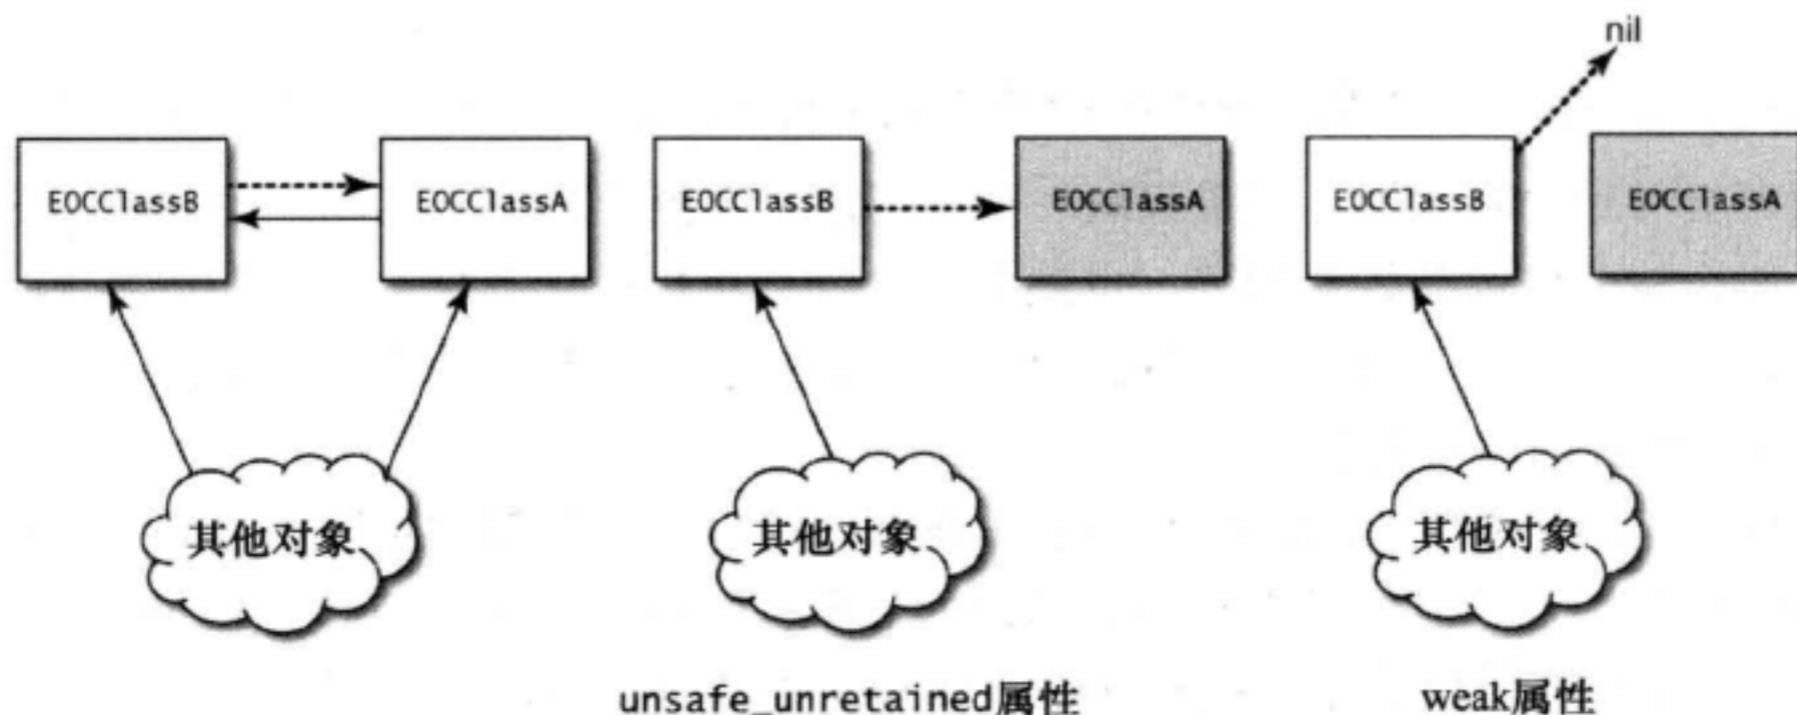 nil
EOCClassB
EOCClassA
EOCClassB
EOCClassA
EOCClassB
EOCClassA
其他对象
其他对象
其他对象
unsafe_unretained属性
weak属性